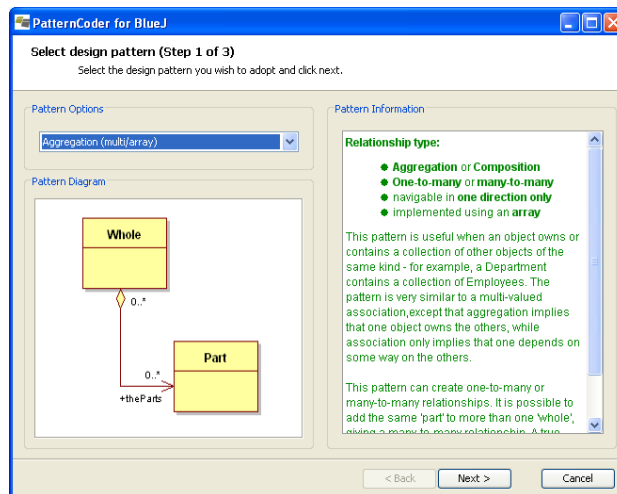 PatternCoder for BlueJ
Select design pattern (Step 1 of 3)
Select the design pattern you wish to adopt and click next.
Pattern Options
Aggregation (multi/array)
Pattern Diagram
Whole
0..*
Part
0..*
+theParts
Pattern Information
Relationship type:
Aggregation or Composition
One-to-many or many-to-many
navigable in one direction only
implemented using an array
This pattern is useful when an object owns or
contains a collection of other objects of the
same kind - for example, a Department
contains a collection of Employees. The
pattern is very similar to a multi-valued
association,except that aggregation implies
that one object owns the others, while
association only implies that one depends on
some way on the others.
This pattern can create one-to-many or
many-to-many relationships. It is possible to
add the same 'part' to more than one 'whole',
giving a many-to-many relationship. A true
< Back
Next >
Cancel